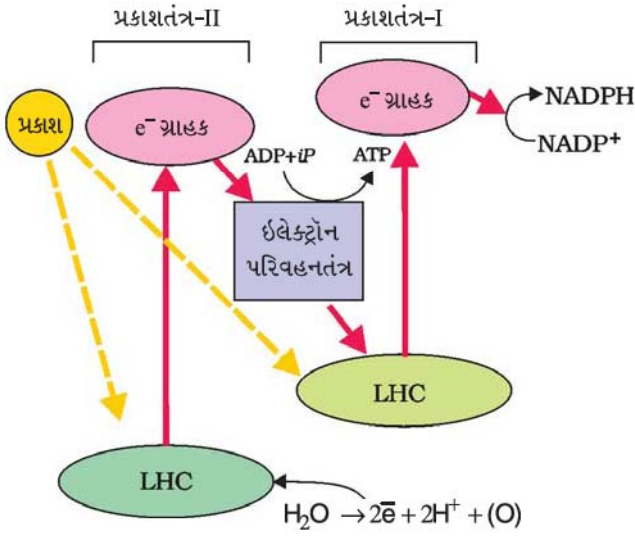 પ્રકાશતંત્ર-II
પ્રકાશતંત્ર-I
પ્રકાશ
e⁻ ગ્રાહક
e⁻ ગ્રાહક
NADPH
NADP⁺
ADP+iP
ATP
ઇલેક્ટ્રૉન
પરિવહનતંત્ર
LHC
LHC
H₂O → 2e̅ + 2H⁺ + (O)